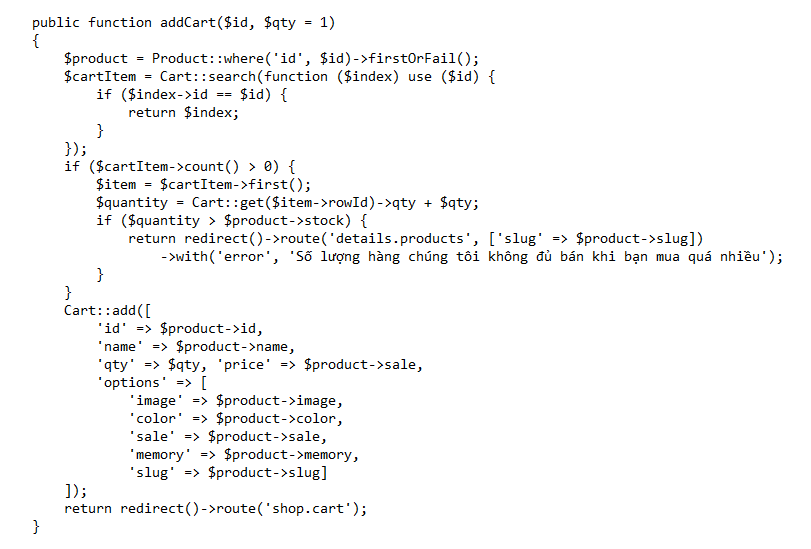 public function addCart($id, $qty = 1)
{
    $product = Product::where('id', $id)->firstOrFail();
    $cartItem = Cart::search(function ($index) use ($id) {
        if ($index->id == $id) {
            return $index;
        }
    });
    if ($cartItem->count() > 0) {
        $item = $cartItem->first();
        $quantity = Cart::get($item->rowId)->qty + $qty;
        if ($quantity > $product->stock) {
            return redirect()->route('details.products', ['slug' => $product->slug])
                ->with('error', 'Số lượng hàng chúng tôi không đủ bán khi bạn mua quá nhiều');
        }
    }
    Cart::add([
        'id' => $product->id,
        'name' => $product->name,
        'qty' => $qty, 'price' => $product->sale,
        'options' => [
            'image' => $product->image,
            'color' => $product->color,
            'sale' => $product->sale,
            'memory' => $product->memory,
            'slug' => $product->slug]
    ]);
    return redirect()->route('shop.cart');
}